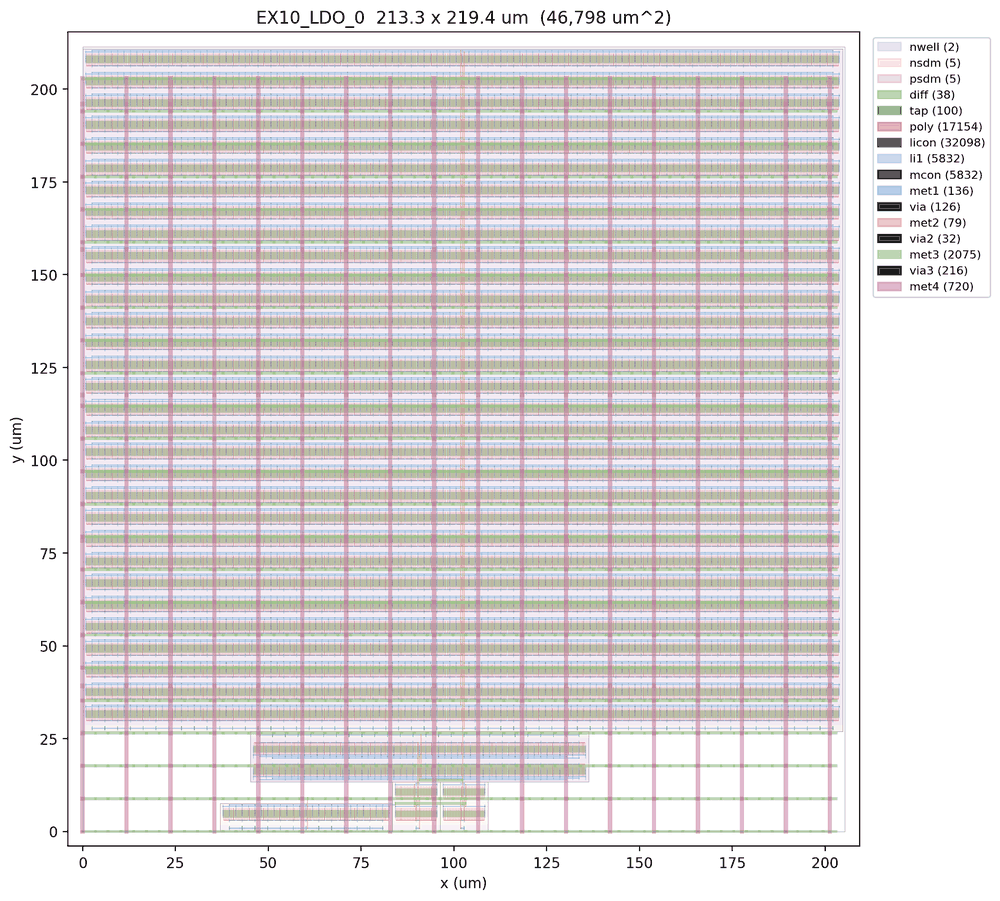 EX10_LDO_0  213.3 x 219.4 um  (46,798 um^2)
nwell (2)
nsdm (5)
psdm (5)
diff (38)
tap (100)
poly (17154)
licon (32098)
li1 (5832)
mcon (5832)
met1 (136)
via (126)
met2 (79)
via2 (32)
met3 (2075)
via3 (216)
met4 (720)
y (um)
200
175
150
125
100
75
50
25
0
0 25 50 75 100 125 150 175 200
x (um)